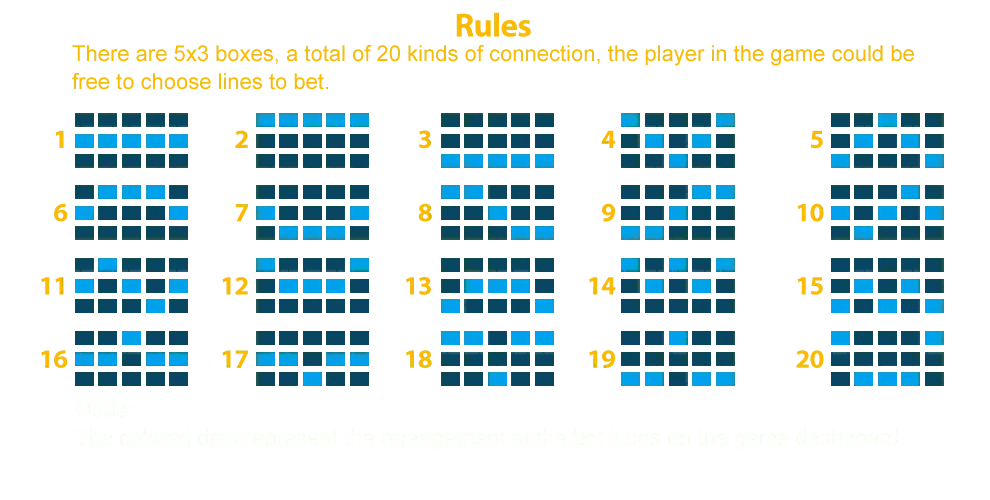 Rules
There are 5x3 boxes, a total of 20 kinds of connection, the player in the game could be
free to choose lines to bet.
1 2 3 4 5
6 7 8 9 10
11 12 13 14 15
16 17 18 19 20
The colored dots represent the arrangement of the bet on the game dashboard.